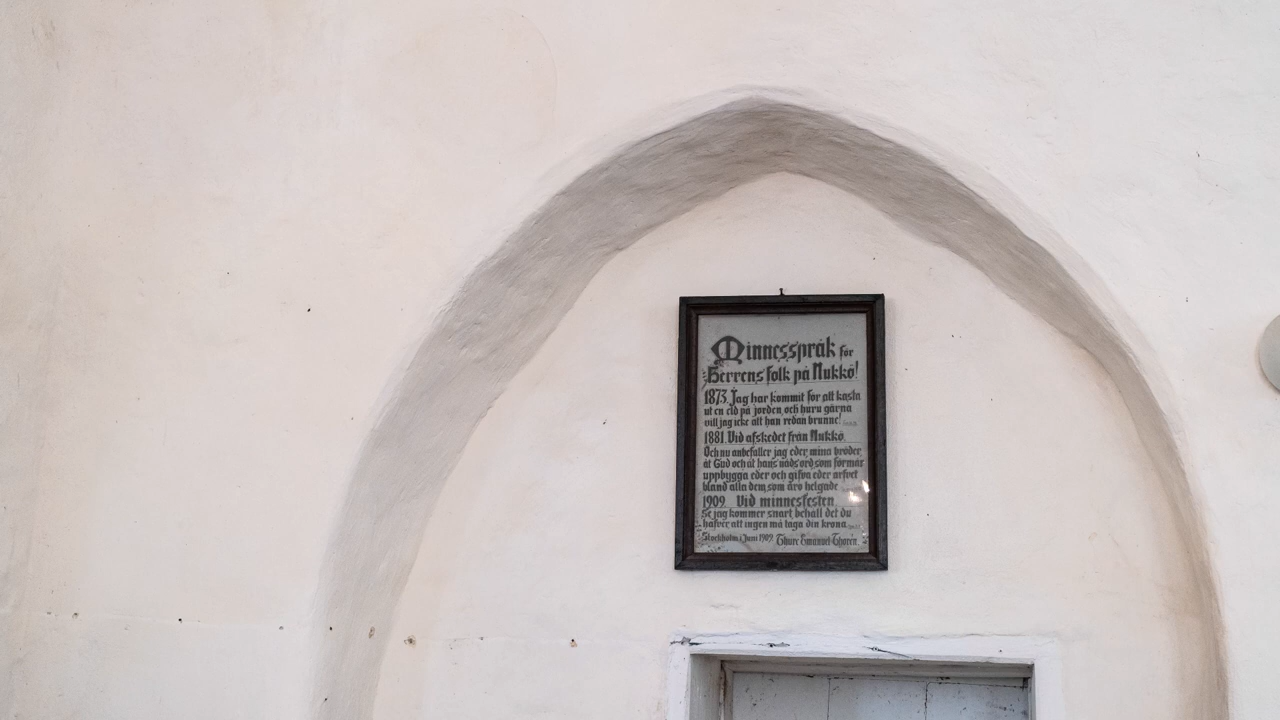 Minnesspråk för
Herrens folk på Nukkö!
1873. Jag har kommit för att kasta
ut en eld på jorden, och huru gärna
vill jag icke att han redan brunne!
1881. Vid afskedet från Nukkö.
Och nu anbefaller jag eder, mina bröder,
åt Gud och åt hans nåds ord, som förmår
uppbygga eder och gifva eder arfvet
bland alla dem, som äro helgade
1909. Vid minnesfesten
Se jag kommer snart, behåll det du
hafver, att ingen må taga din krona.
Stockholm i Juni 1909. Thure Emanuel Thorén.